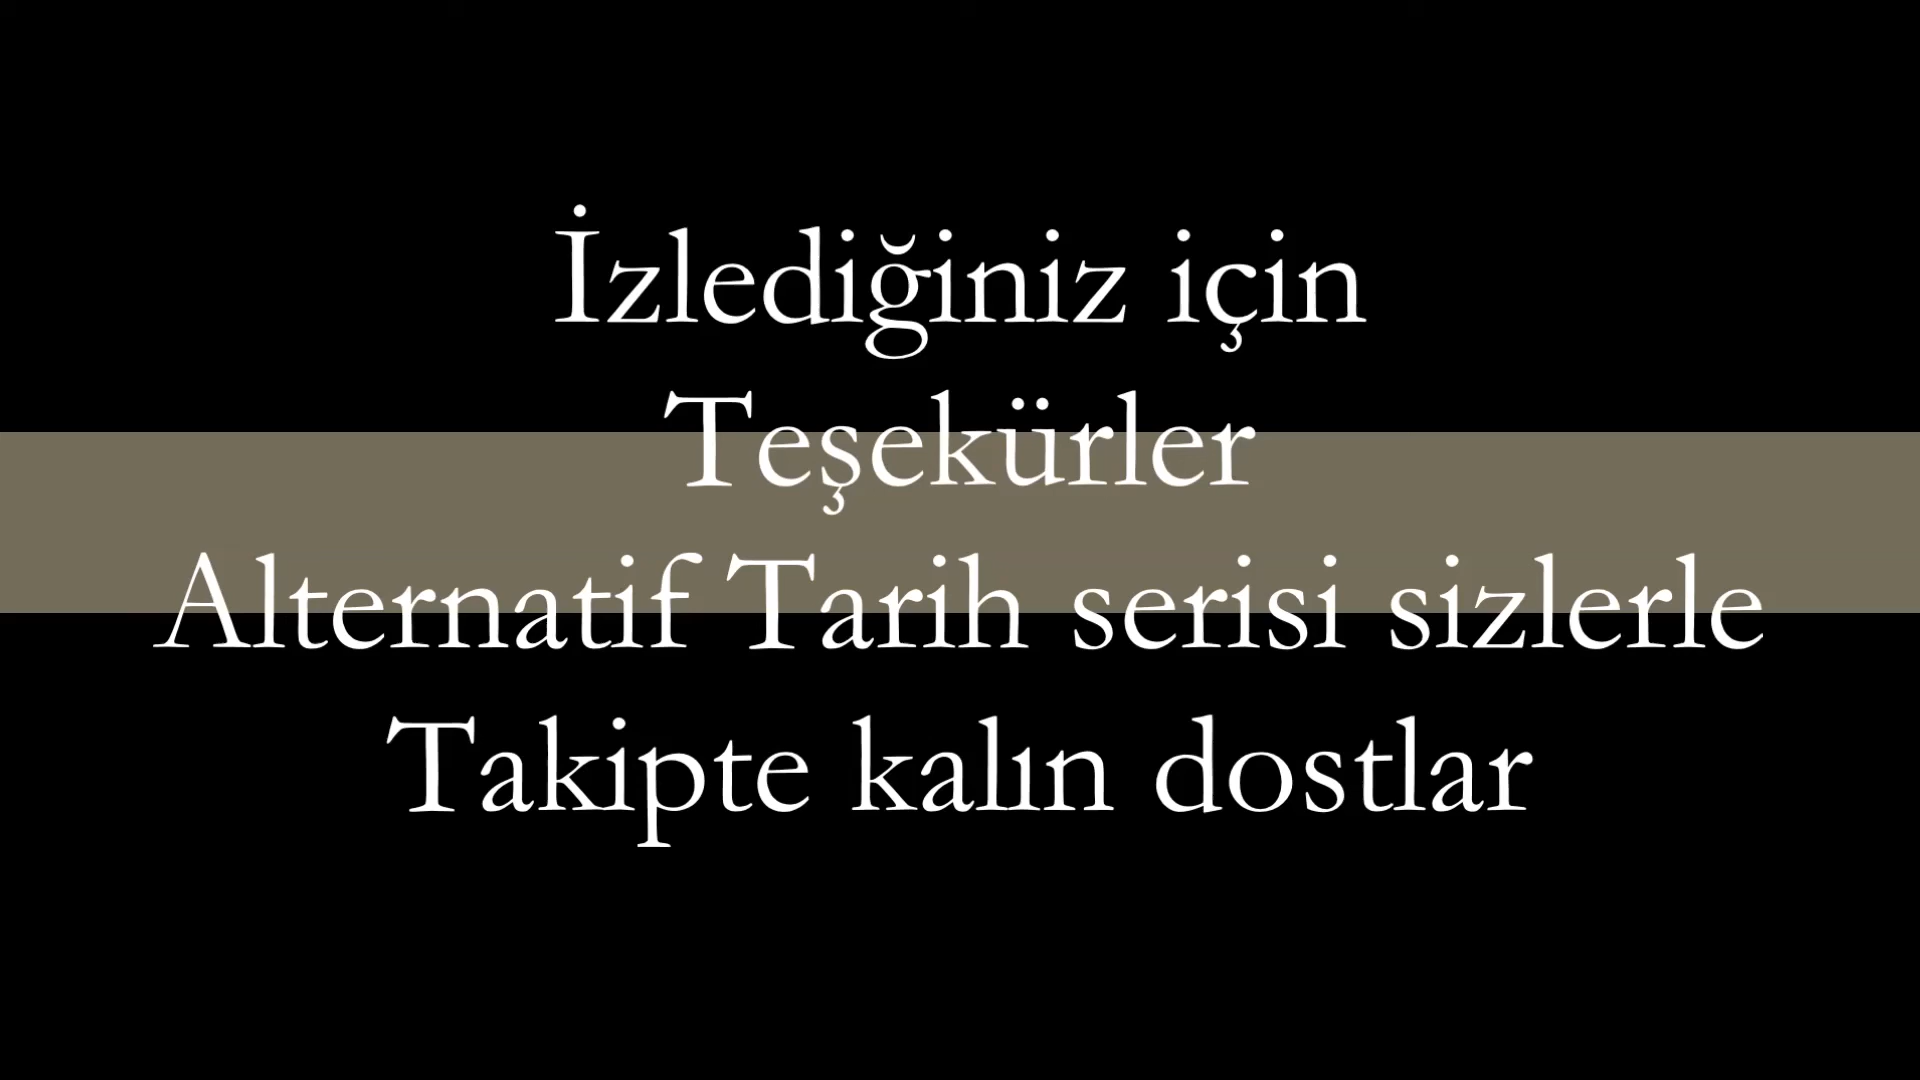 İzlediğiniz için
Teşekürler
Alternatif Tarih serisi sizlerle
Takipte kalın dostlar